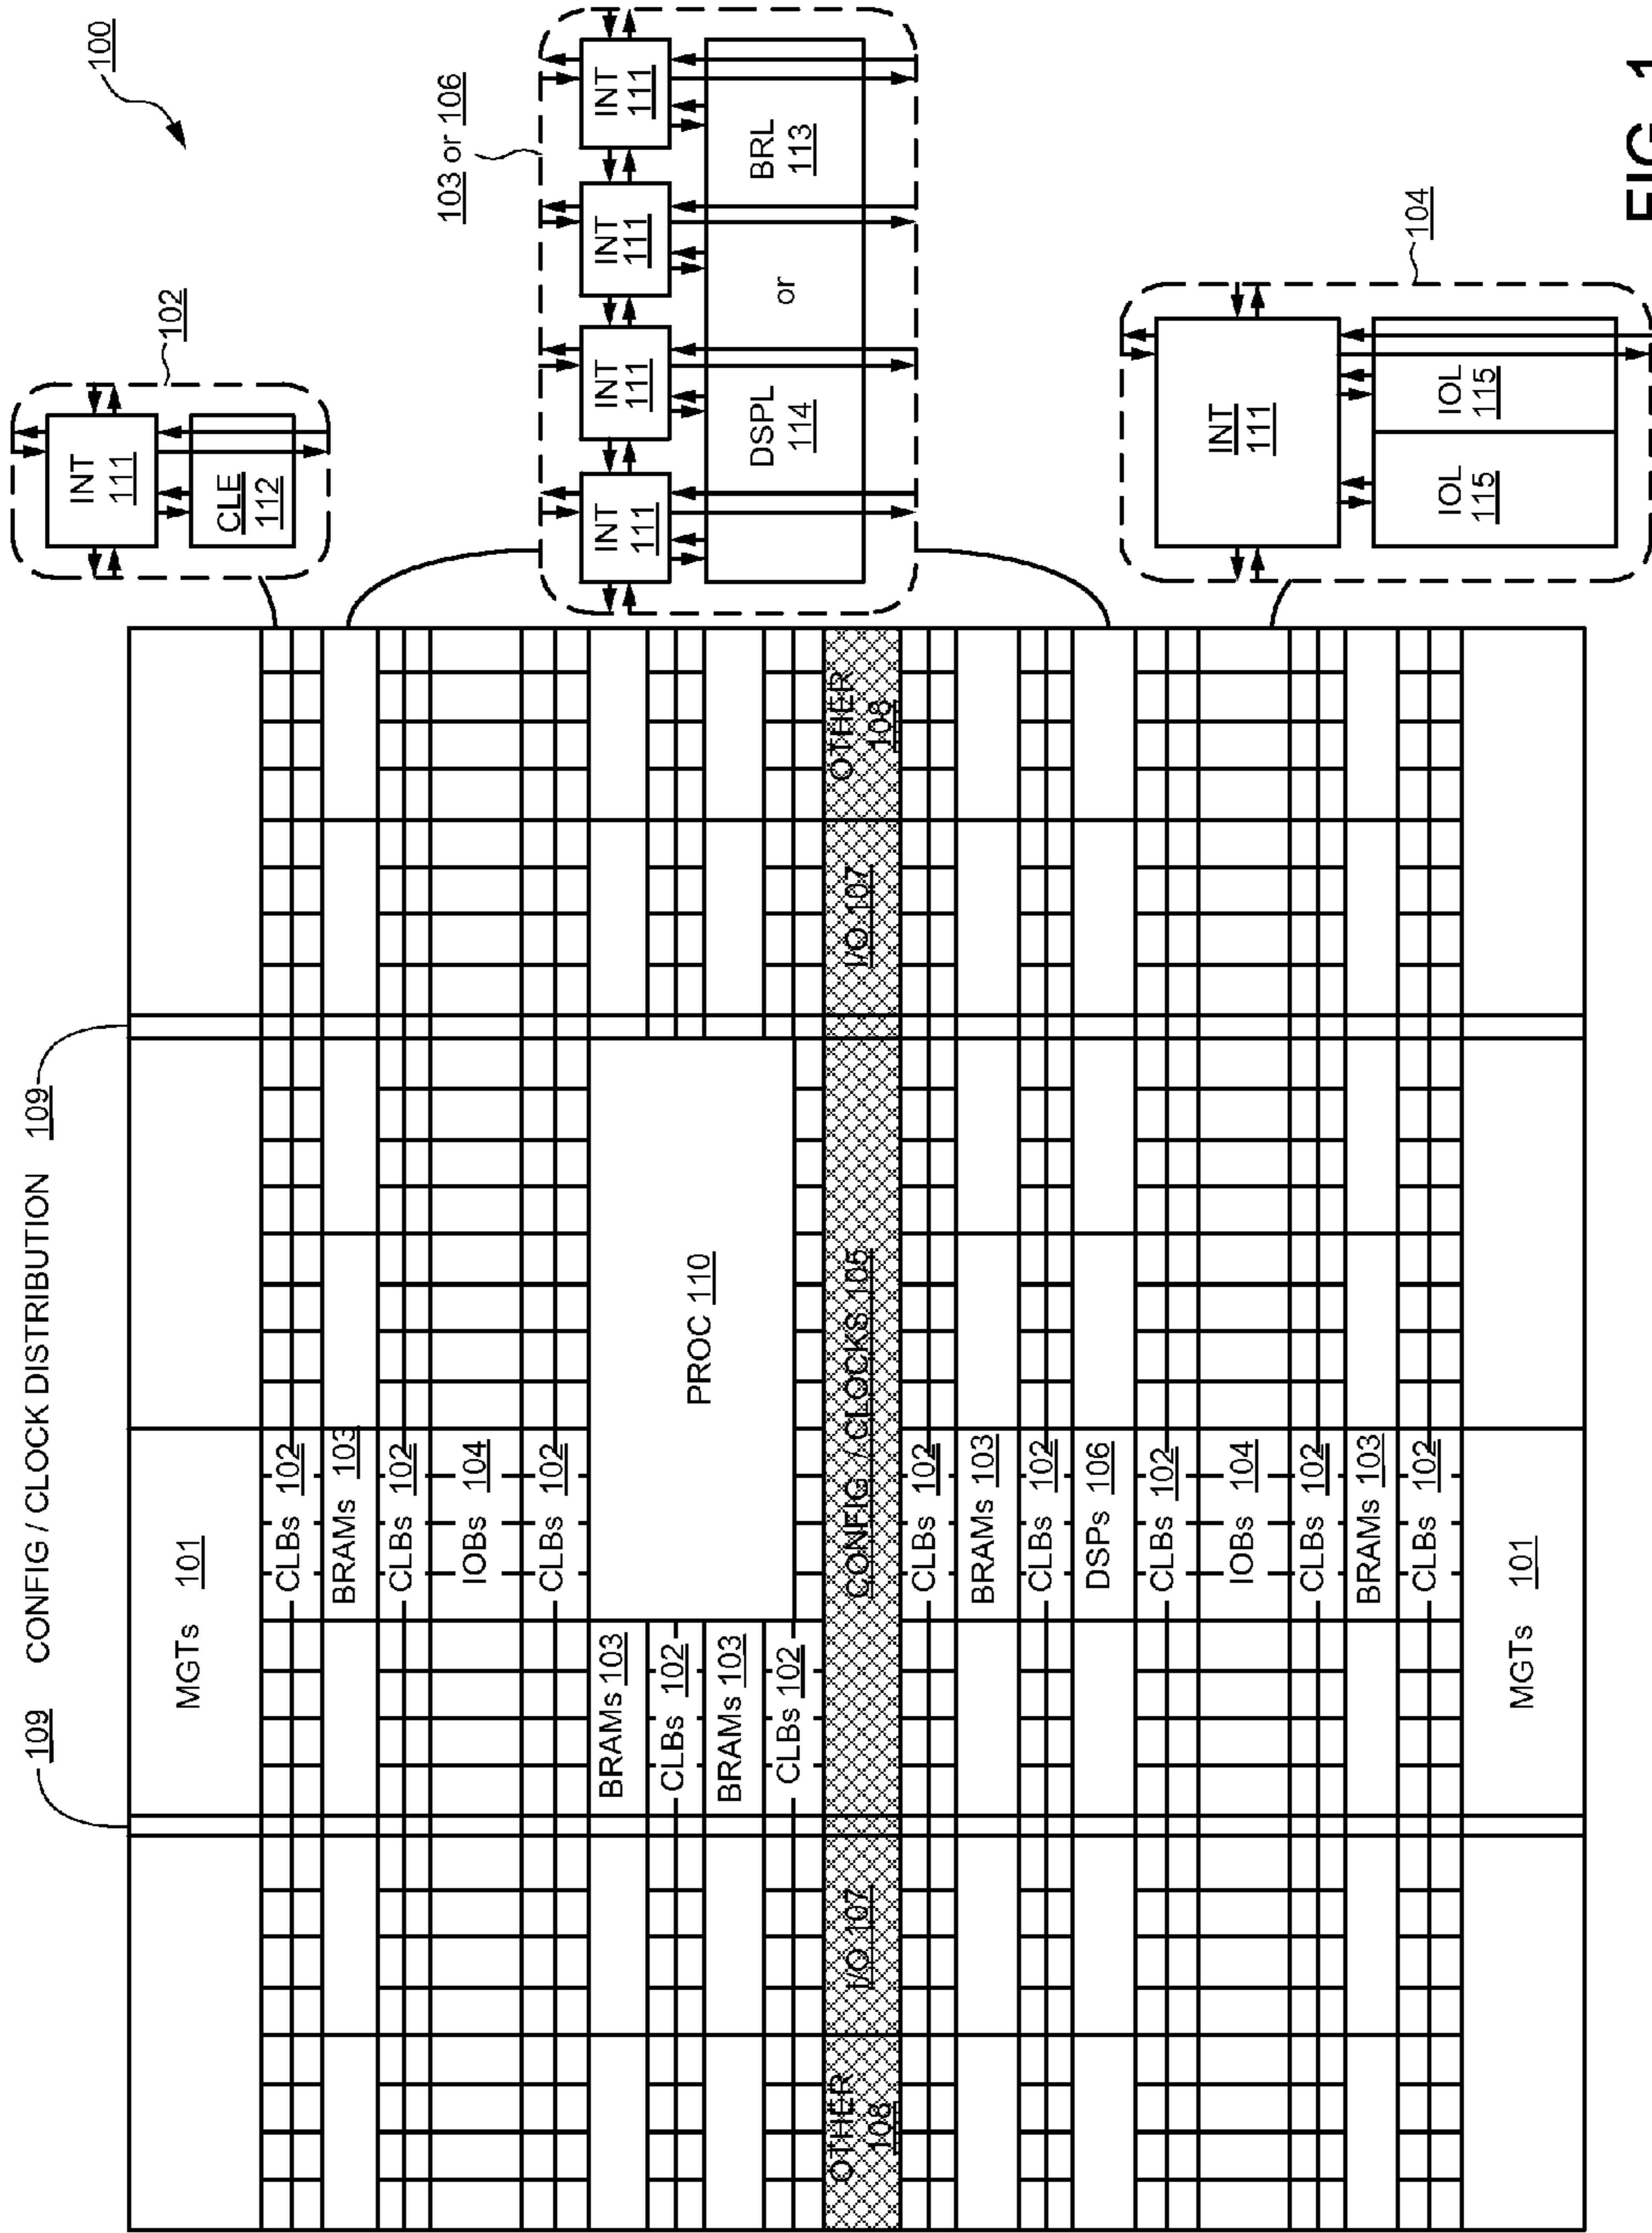 100
CONFIG / CLOCK DISTRIBUTION 109
109
MGTs 101
CLBs 102
BRAMs 103
CLBs 102
IOBs 104
CLBs 102
BRAMs 103
CLBs 102
BRAMs 103
CLBs 102
PROC 110
OTHER
108
I/O 107
CONFIG / CLOCKS 105
I/O 107
OTHER
108
CLBs 102
BRAMs 103
CLBs 102
DSPs 106
CLBs 102
IOBs 104
CLBs 102
BRAMs 103
CLBs 102
MGTs 101
102
INT
111
CLE
112
103 or 106
INT
111
INT
111
INT
111
INT
111
DSPL
114
or
BRL
113
104
INT
111
IOL
115
IOL
115
FIG. 1